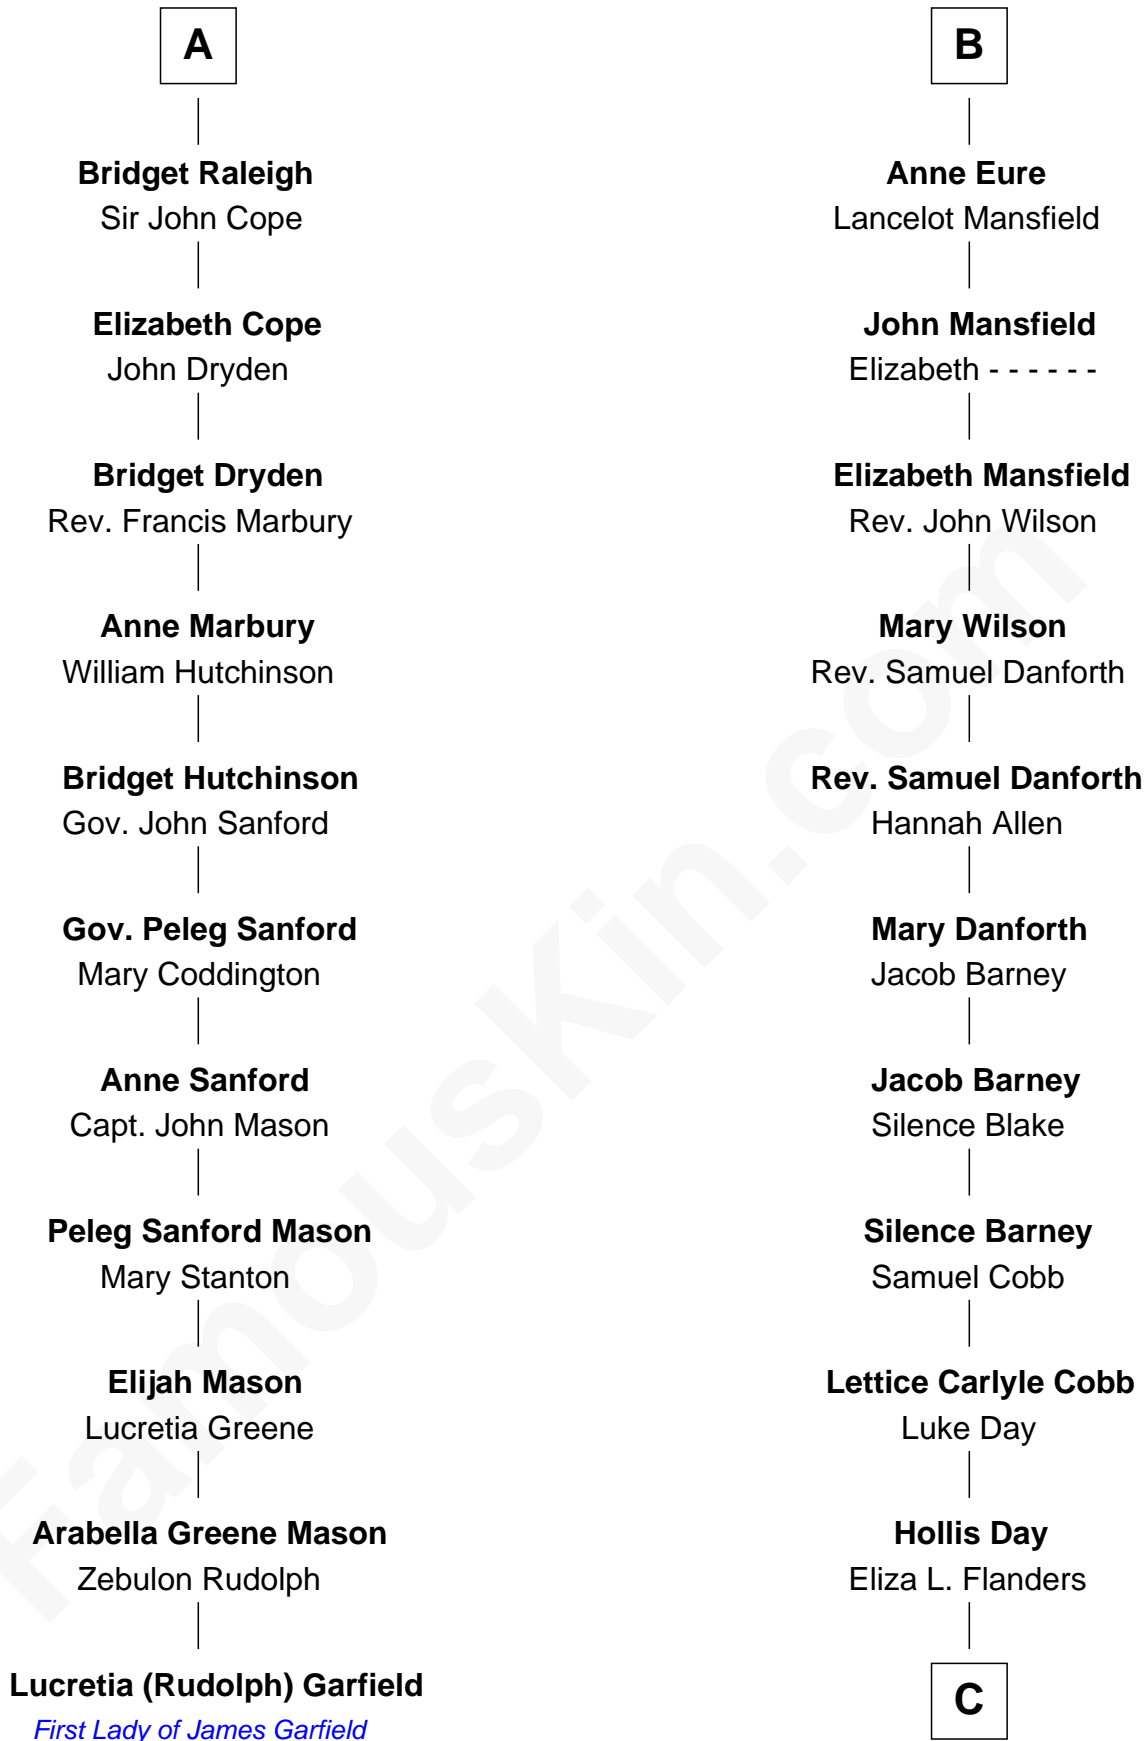 A
Bridget Raleigh
Sir John Cope
Elizabeth Cope
John Dryden
Bridget Dryden
Rev. Francis Marbury
Anne Marbury
William Hutchinson
Bridget Hutchinson
Gov. John Sanford
Gov. Peleg Sanford
Mary Coddington
Anne Sanford
Capt. John Mason
Peleg Sanford Mason
Mary Stanton
Elijah Mason
Lucretia Greene
Arabella Greene Mason
Zebulon Rudolph
Lucretia (Rudolph) Garfield
First Lady of James Garfield
B
Anne Eure
Lancelot Mansfield
John Mansfield
Elizabeth - - - - - -
Elizabeth Mansfield
Rev. John Wilson
Mary Wilson
Rev. Samuel Danforth
Rev. Samuel Danforth
Hannah Allen
Mary Danforth
Jacob Barney
Jacob Barney
Silence Blake
Silence Barney
Samuel Cobb
Lettice Carlyle Cobb
Luke Day
Hollis Day
Eliza L. Flanders
C
FamousKin.com